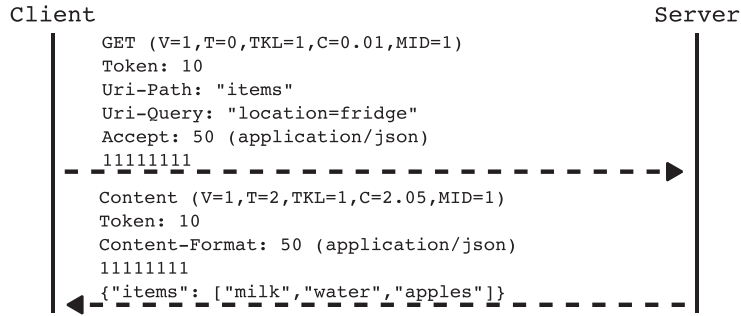 Client Server
GET (V=1,T=0,TKL=1,C=0.01,MID=1)
Token: 10
Uri-Path: "items"
Uri-Query: "location=fridge"
Accept: 50 (application/json)
11111111
Content (V=1,T=2,TKL=1,C=2.05,MID=1)
Token: 10
Content-Format: 50 (application/json)
11111111
{"items": ["milk","water","apples"]}